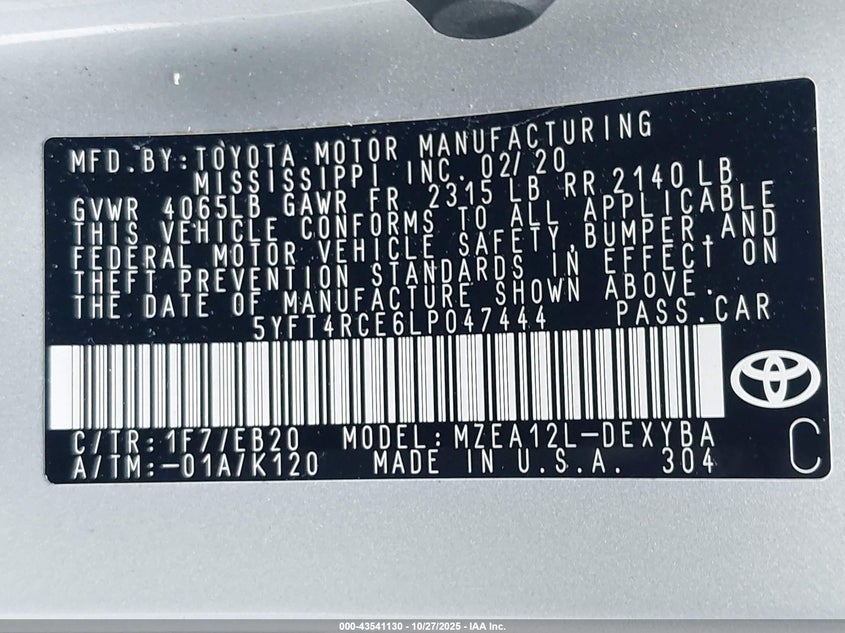 MFD.BY:TOYOTA MOTOR MANUFACTURING
MISSISSIPPI INC. 02/20
GVWR 4065LB GAWR FR 2315 LB RR 2140 LB
THIS VEHICLE CONFORMS TO ALL APPLICABLE
FEDERAL MOTOR VEHICLE SAFETY,BUMPER,AND
THEFT PREVENTION STANDARDS IN EFFECT ON
THE DATE OF MANUFACTURE SHOWN ABOVE.
5YFT4RCE6LP047444 PASS.CAR
C/TR:1F7/EB20 MODEL:MZEA12L-DEXYBA
A/TM:-01A/K120 MADE IN U.S.A. 304
C
000-43541130 - 10/27/2025 - IAA Inc.